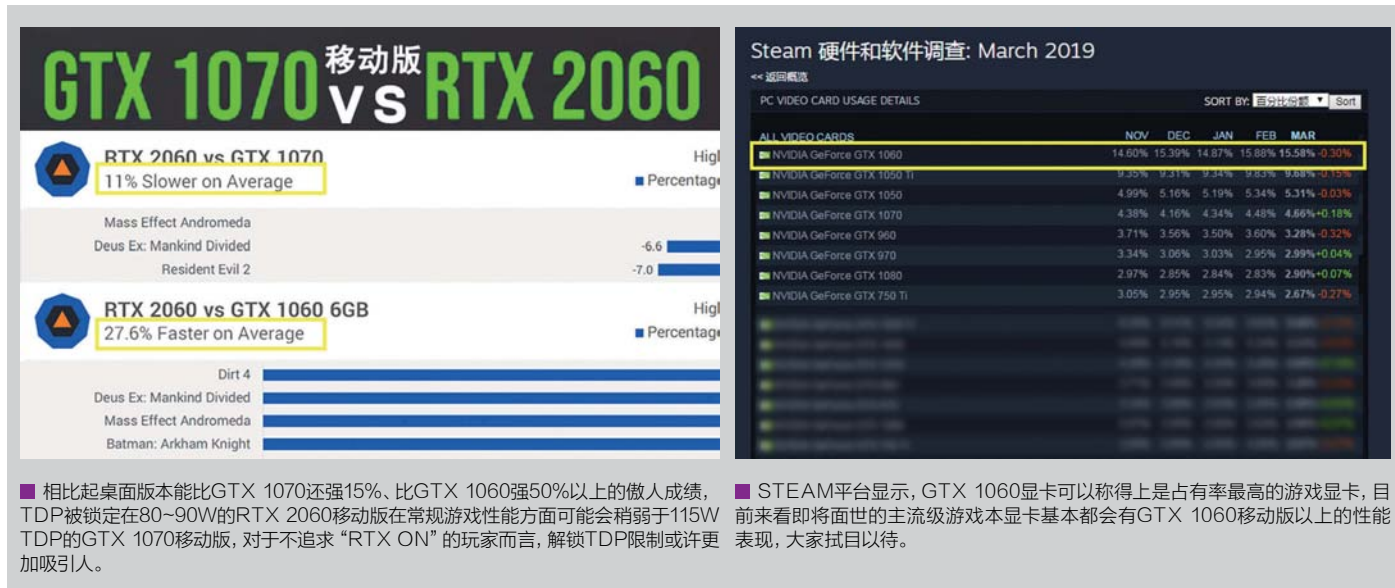 GTX 1070 移动版 VS RTX 2060
RTX 2060 vs GTX 1070
11% Slower on Average
Percentage
Mass Effect Andromeda
Deus Ex: Mankind Divided -6.6
Resident Evil 2 -7.0
RTX 2060 vs GTX 1060 6GB
27.6% Faster on Average
Percentage
Dirt 4
Deus Ex: Mankind Divided
Mass Effect Andromeda
Batman: Arkham Knight
■ 相比起桌面版本能比GTX 1070还强15%、比GTX 1060强50%以上的傲人成绩,
TDP被锁定在80~90W的RTX 2060移动版在常规游戏性能方面可能会稍弱于115W
TDP的GTX 1070移动版, 对于不追求 “RTX ON” 的玩家而言, 解锁TDP限制或许更
加吸引人。
Steam 硬件和软件调查: March 2019
<< 返回概览
PC VIDEO CARD USAGE DETAILS SORT BY: 百分比份额 Sort
ALL VIDEO CARDS NOV DEC JAN FEB MAR
NVIDIA GeForce GTX 1060 14.60% 15.39% 14.87% 15.88% 15.58% -0.30%
NVIDIA GeForce GTX 1050 Ti 9.35% 9.31% 9.34% 9.83% 9.68% -0.15%
NVIDIA GeForce GTX 1050 4.99% 5.16% 5.19% 5.34% 5.31% -0.03%
NVIDIA GeForce GTX 1070 4.38% 4.16% 4.34% 4.48% 4.66% +0.18%
NVIDIA GeForce GTX 960 3.71% 3.56% 3.50% 3.60% 3.28% -0.32%
NVIDIA GeForce GTX 970 3.34% 3.06% 3.03% 2.95% 2.99% +0.04%
NVIDIA GeForce GTX 1080 2.97% 2.85% 2.84% 2.83% 2.90% +0.07%
NVIDIA GeForce GTX 750 Ti 3.05% 2.95% 2.95% 2.94% 2.67% -0.27%
■ STEAM平台显示, GTX 1060显卡可以称得上是占有率最高的游戏显卡, 目
前来看即将面世的主流级游戏本显卡基本都会有GTX 1060移动版以上的性能
表现, 大家拭目以待。